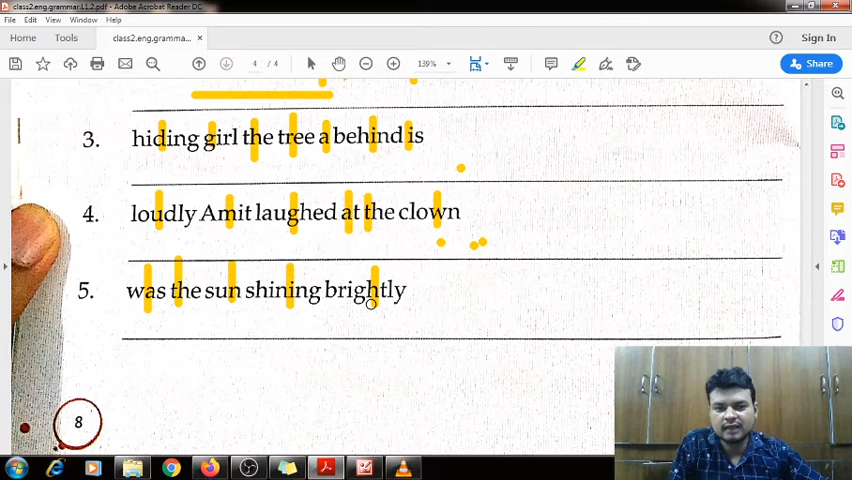 class2.eng.grammar.L1.2.pdf - Adobe Acrobat Reader DC
File Edit View Window Help
Home Tools class2.eng.gramma... × Sign In
4 / 4 139% Share
3. hiding girl the tree a behind is
4. loudly Amit laughed at the clown
5. was the sun shining brightly
8